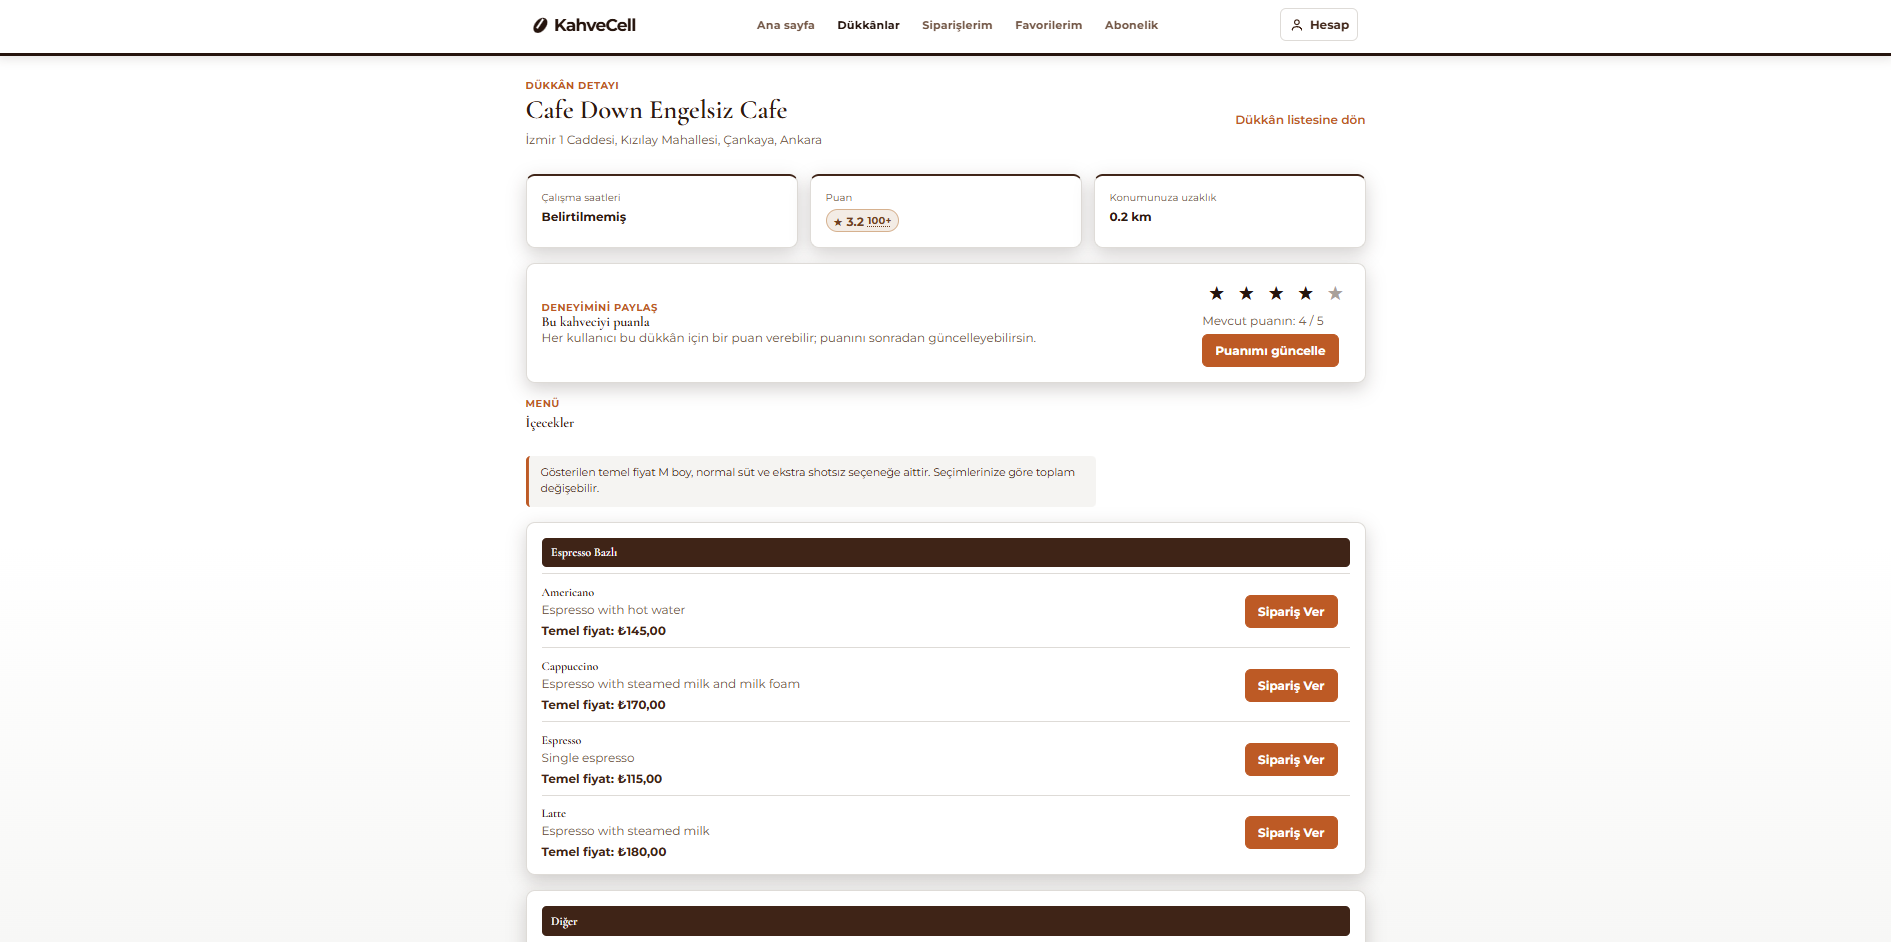 KahveCell
Ana sayfa
Dükkânlar
Siparişlerim
Favorilerim
Abonelik
Hesap
DÜKKÂN DETAYI
Cafe Down Engelsiz Cafe
İzmir 1 Caddesi, Kızılay Mahallesi, Çankaya, Ankara
Dükkân listesine dön
Çalışma saatleri
Belirtilmemiş
Puan
★ 3.2 100+
Konumunuza uzaklık
0.2 km
DENEYİMİNİ PAYLAŞ
Bu kahveciyi puanla
Her kullanıcı bu dükkân için bir puan verebilir; puanını sonradan güncelleyebilirsin.
★ ★ ★ ★ ★
Mevcut puanın: 4 / 5
Puanımı güncelle
MENÜ
İçecekler
Gösterilen temel fiyat M boy, normal süt ve ekstra shotsız seçeneğe aittir. Seçimlerinize göre toplam
değişebilir.
Espresso Bazlı
Americano
Espresso with hot water
Temel fiyat: ₺145,00
Sipariş Ver
Cappuccino
Espresso with steamed milk and milk foam
Temel fiyat: ₺170,00
Sipariş Ver
Espresso
Single espresso
Temel fiyat: ₺115,00
Sipariş Ver
Latte
Espresso with steamed milk
Temel fiyat: ₺180,00
Sipariş Ver
Diğer